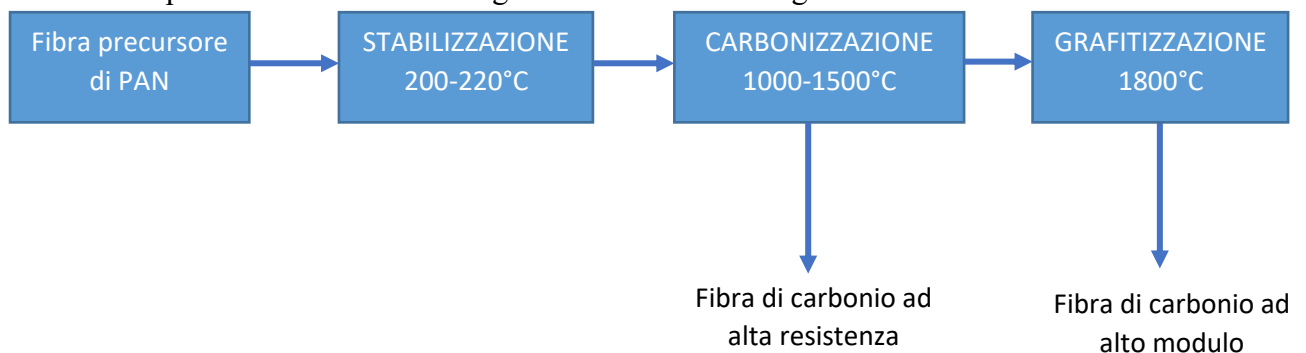 Fibra precursore
di PAN
STABILIZZAZIONE
200-220°C
CARBONIZZAZIONE
1000-1500°C
GRAFITIZZAZIONE
1800°C
Fibra di carbonio ad
alta resistenza
Fibra di carbonio ad
alto modulo